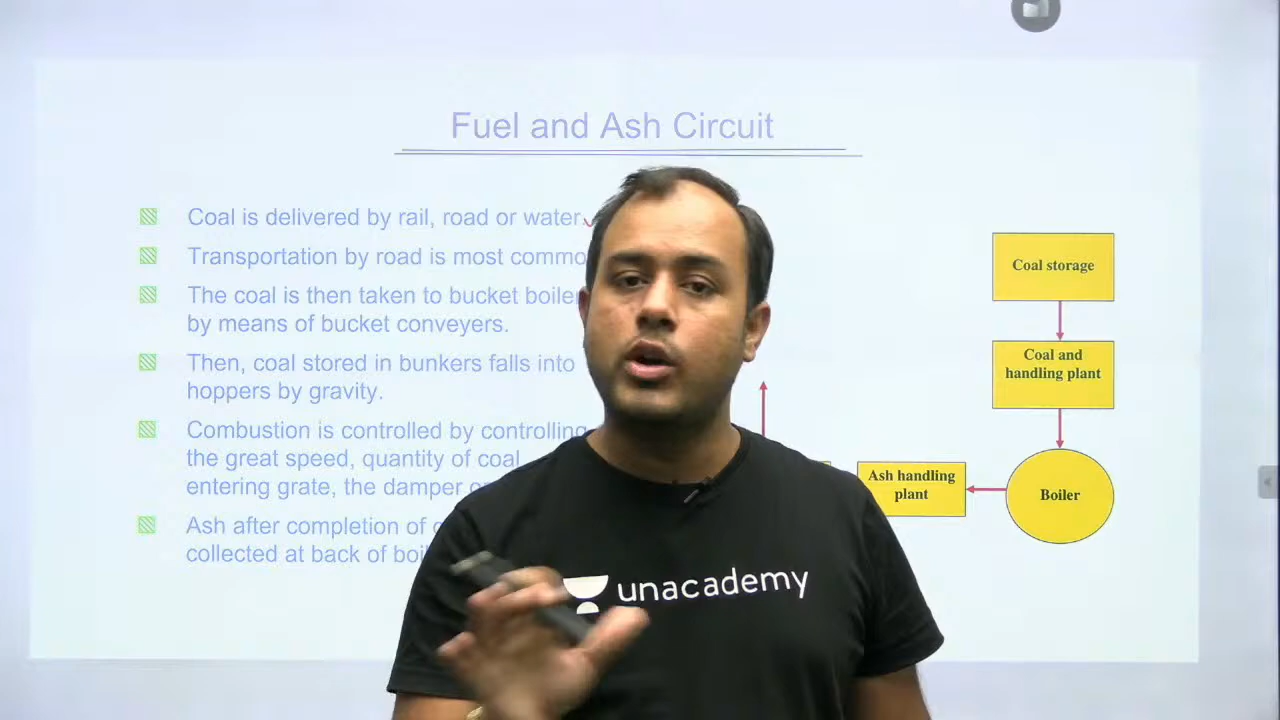 Fuel and Ash Circuit
Coal is delivered by rail, road or water.
Transportation by road is most commo
The coal is then taken to bucket boiler
by means of bucket conveyers.
Then, coal stored in bunkers falls into
hoppers by gravity.
Combustion is controlled by controlling
the great speed, quantity of coal
entering grate, the damper
Ash after completion of
collected at back of boi
Coal storage
Coal and
handling plant
Ash handling
plant
Boiler
unacademy